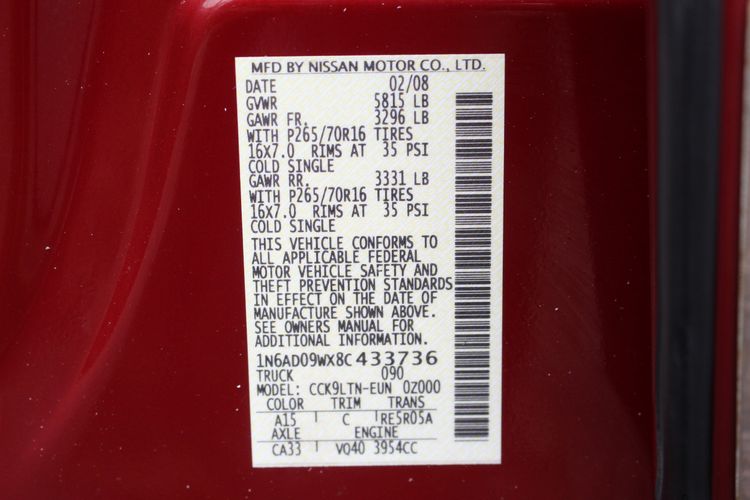 MFD BY NISSAN MOTOR CO., LTD.
DATE 02/08
GVWR 5815 LB
GAWR FR. 3296 LB
WITH P265/70R16 TIRES
16X7.0 RIMS AT 35 PSI
COLD SINGLE
GAWR RR. 3331 LB
WITH P265/70R16 TIRES
16X7.0 RIMS AT 35 PSI
COLD SINGLE
THIS VEHICLE CONFORMS TO
ALL APPLICABLE FEDERAL
MOTOR VEHICLE SAFETY AND
THEFT PREVENTION STANDARDS
IN EFFECT ON THE DATE OF
MANUFACTURE SHOWN ABOVE.
SEE OWNERS MANUAL FOR
ADDITIONAL INFORMATION.
1N6AD09WX8C433736
TRUCK 090
MODEL: CCK9LTN-EUN 0Z000
COLOR TRIM TRANS
A15 C RE5R05A
AXLE ENGINE
CA33 VQ40 3954CC